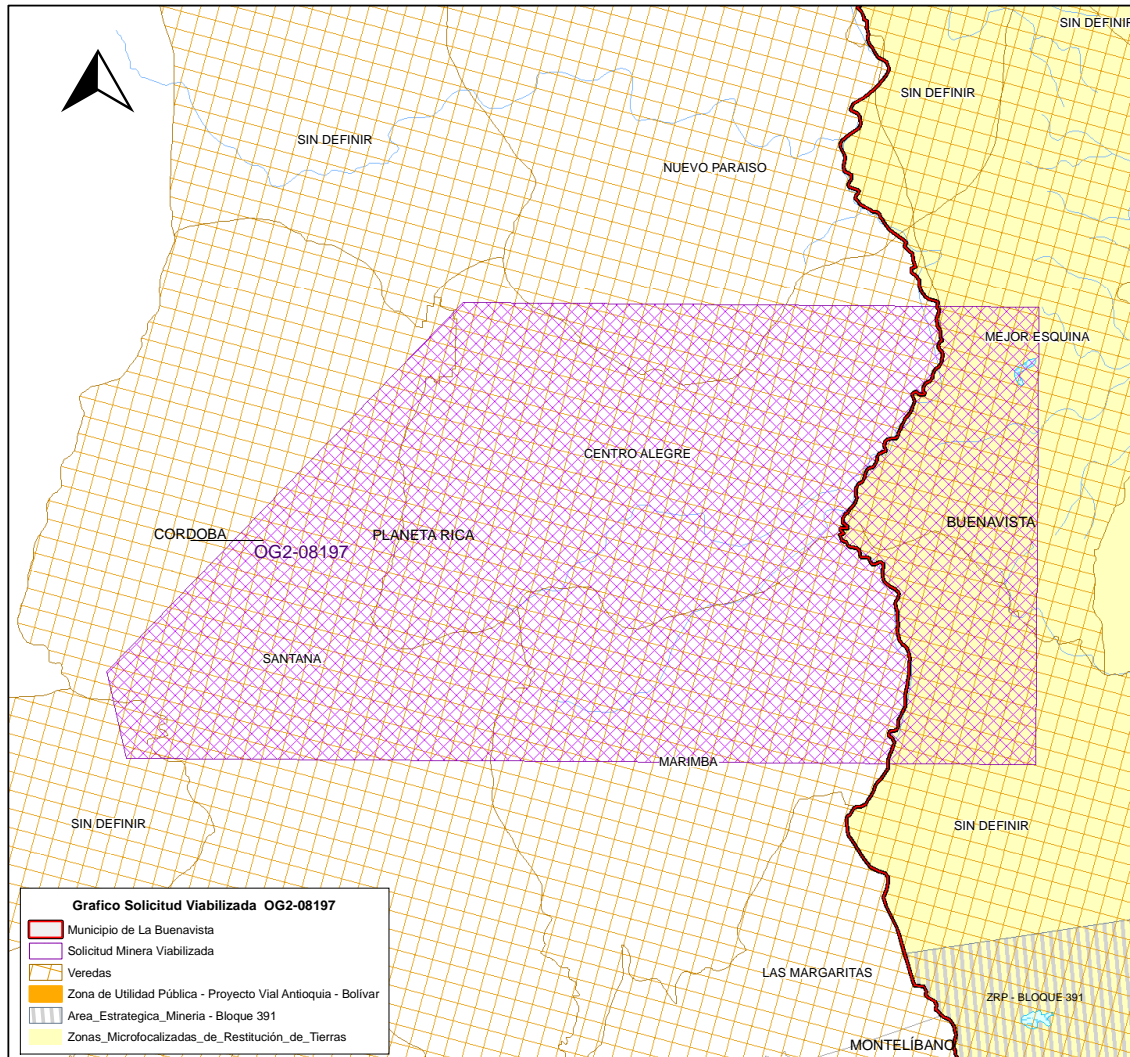 SIN DEFINIR
SIN DEFINIR
SIN DEFINIR
NUEVO PARAISO
MEJOR ESQUINA
CENTRO ALEGRE
BUENAVISTA
CORDOBA
PLANETA RICA
OG2-08197
SANTANA
MARIMBA
SIN DEFINIR
SIN DEFINIR
LAS MARGARITAS
ZRP - BLOQUE 391
MONTELÍBANO
Grafico Solicitud Viabilizada OG2-08197
Municipio de La Buenavista
Solicitud Minera Viabilizada
Veredas
Zona de Utilidad Pública - Proyecto Vial Antioquia - Bolívar
Area_Estrategica_Mineria - Bloque 391
Zonas_Microfocalizadas_de_Restitución_de_Tierras